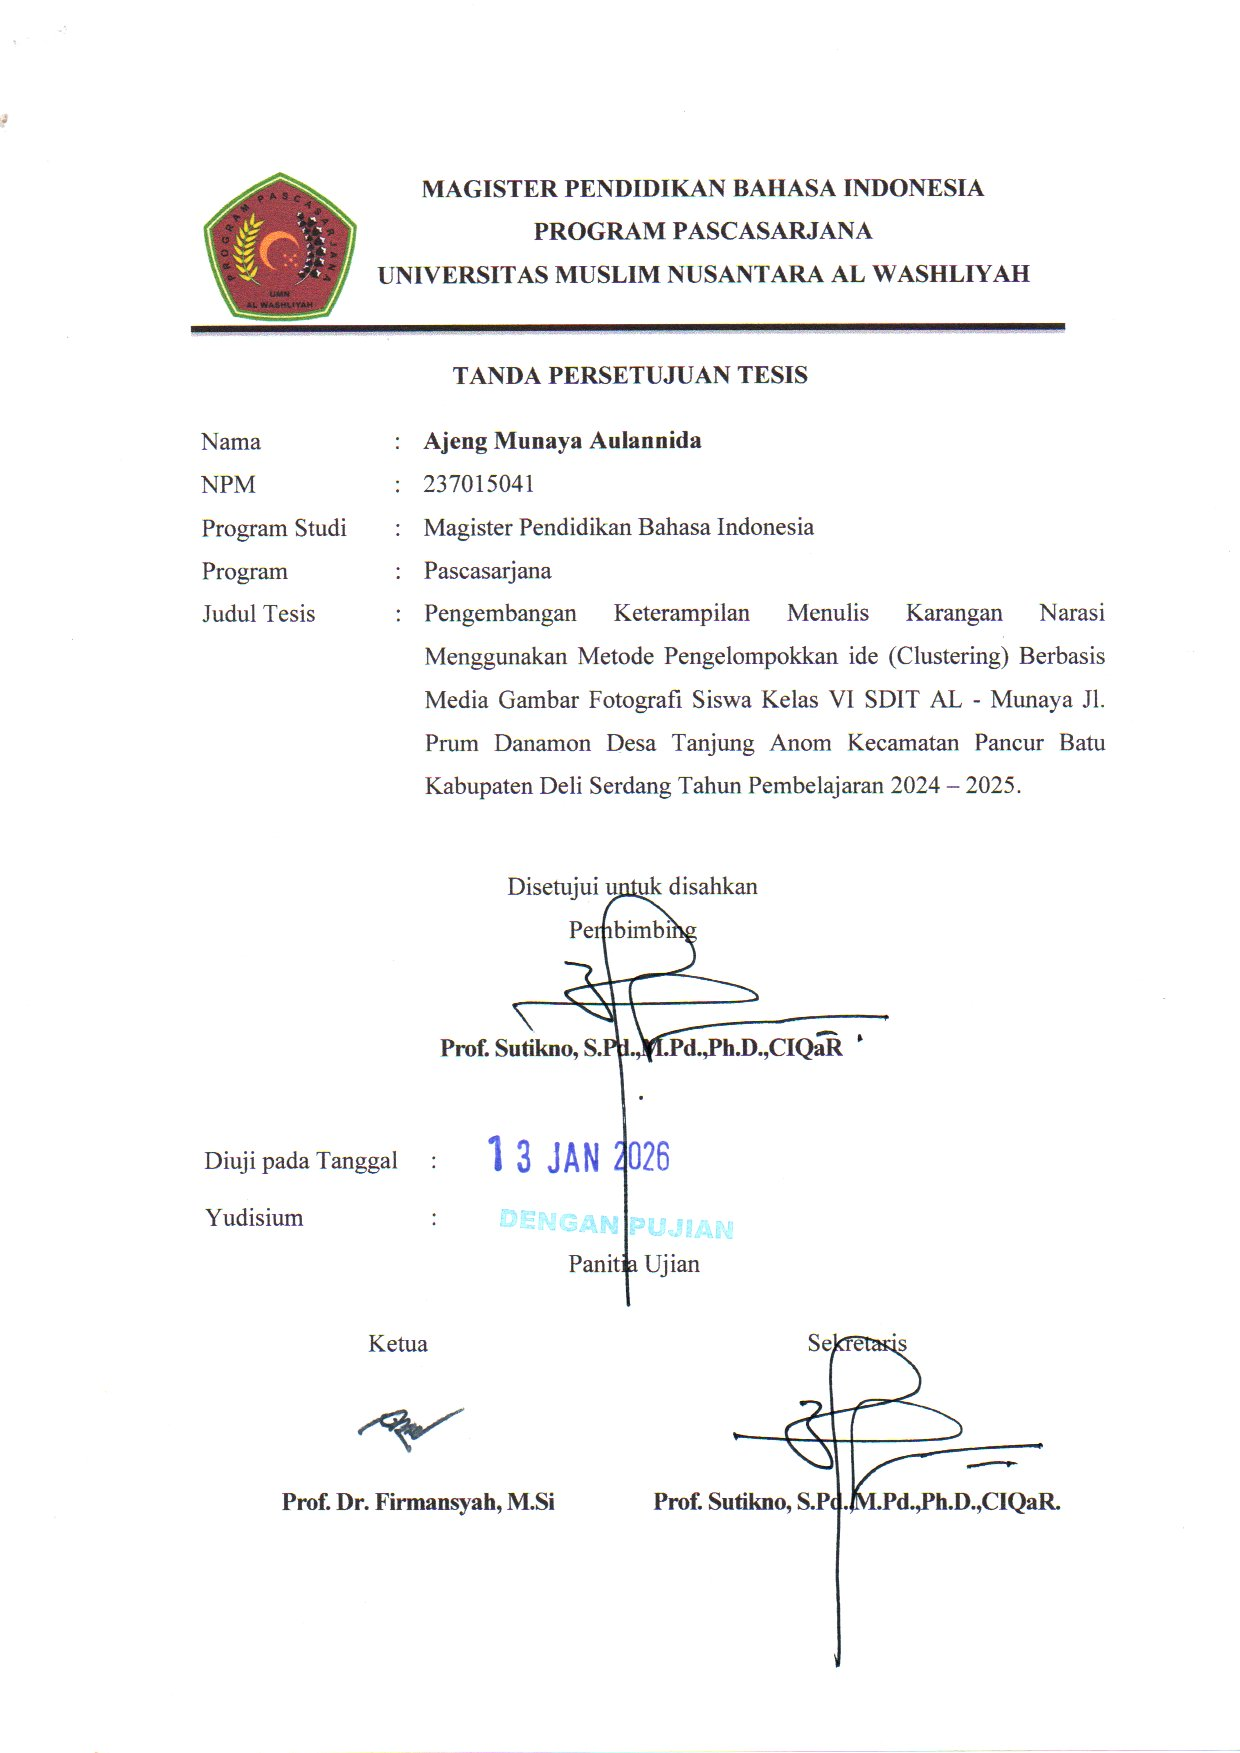 MAGISTER PENDIDIKAN BAHASA INDONESIA
PROGRAM PASCASARJANA
UNIVERSITAS MUSLIM NUSANTARA AL WASHLIYAH
PROGRAM PASCASARJANA
UMN
AL WASHLIYAH
TANDA PERSETUJUAN TESIS
Nama : Ajeng Munaya Aulannida
NPM : 237015041
Program Studi : Magister Pendidikan Bahasa Indonesia
Program : Pascasarjana
Judul Tesis : Pengembangan Keterampilan Menulis Karangan Narasi
Menggunakan Metode Pengelompokkan ide (Clustering) Berbasis
Media Gambar Fotografi Siswa Kelas VI SDIT AL - Munaya Jl.
Prum Danamon Desa Tanjung Anom Kecamatan Pancur Batu
Kabupaten Deli Serdang Tahun Pembelajaran 2024 – 2025.
Disetujui untuk disahkan
Pembimbing
Prof. Sutikno, S.Pd.,M.Pd.,Ph.D.,CIQaR
Diuji pada Tanggal : 13 JAN 2026
Yudisium : DENGAN PUJIAN
Panitia Ujian
Ketua Sekretaris
Prof. Dr. Firmansyah, M.Si Prof. Sutikno, S.Pd.,M.Pd.,Ph.D.,CIQaR.